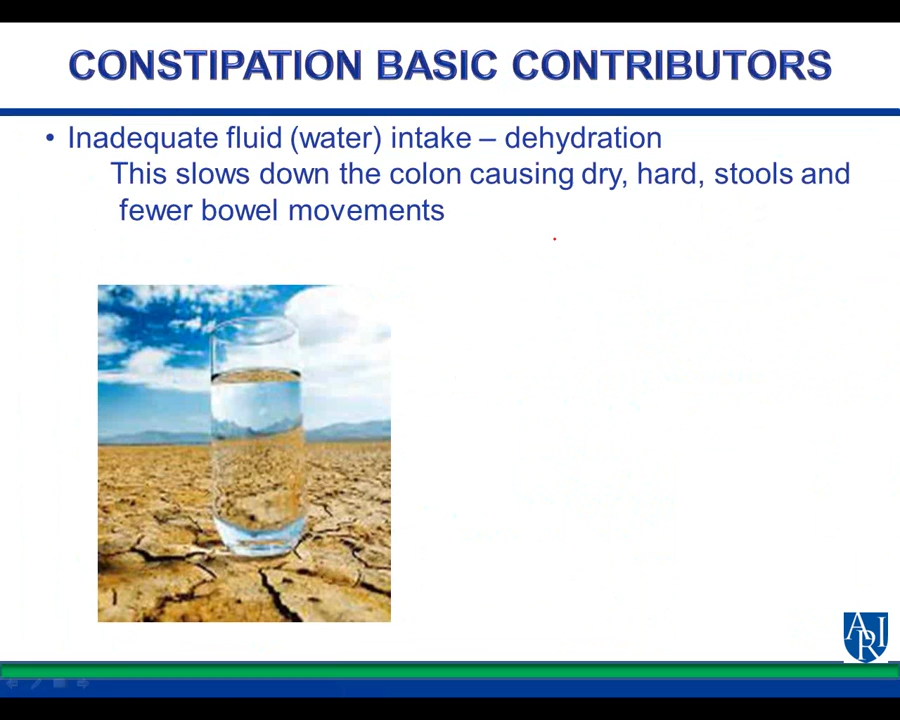 CONSTIPATION BASIC CONTRIBUTORS
• Inadequate fluid (water) intake – dehydration
This slows down the colon causing dry, hard, stools and
fewer bowel movements
ARI